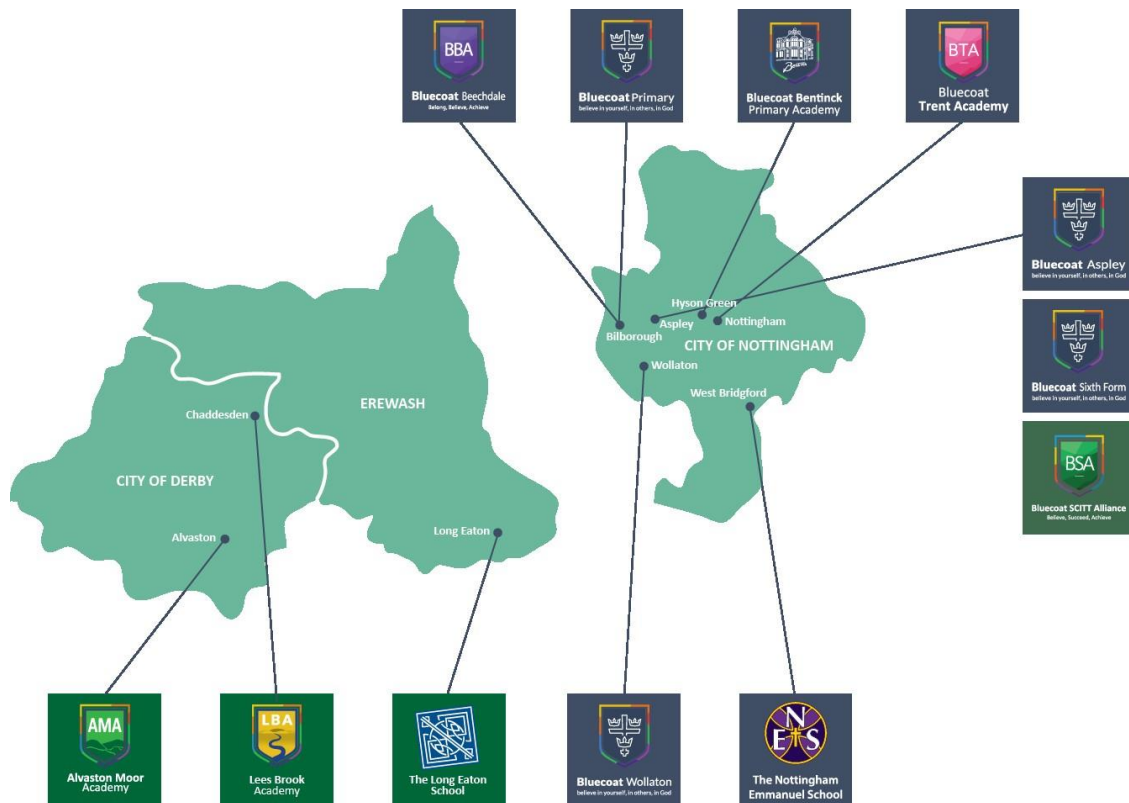 BBA
Bluecoat Beechdale
Belong, Believe, Achieve
Bluecoat Primary
believe in yourself, in others, in God
Bluecoat Bentinck
Primary Academy
BTA
Bluecoat
Trent Academy
Bluecoat Aspley
believe in yourself, in others, in God
Bluecoat Sixth Form
believe in yourself, in others, in God
BSA
Bluecoat SCITT Alliance
Believe, Succeed, Achieve
Hyson Green
Aspley
Nottingham
Bilborough
CITY OF NOTTINGHAM
Wollaton
West Bridgford
EREWASH
Chaddesden
CITY OF DERBY
Alvaston
Long Eaton
AMA
Alvaston Moor
Academy
LBA
Lees Brook
Academy
The Long Eaton
School
Bluecoat Wollaton
believe in yourself, in others, in God
N
E S
The Nottingham
Emmanuel School